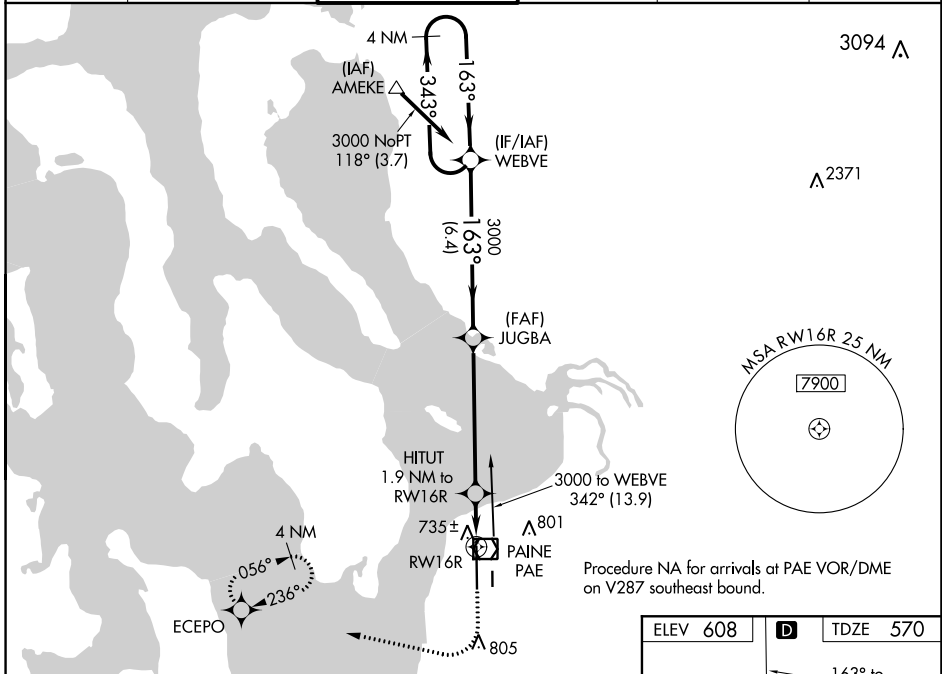 4 NM
3094
(IAF)
AMEKE
343°
163°
3000 NoPT
118° (3.7)
(IF/IAF)
WEBVE
2371
3000
163°
(6.4)
(FAF)
JUGBA
MSA RW16R 25 NM
7900
HITUT
1.9 NM to
RW16R
3000 to WEBVE
342° (13.9)
735±
801
4 NM
RW16R
PAINE
PAE
056°
236°
Procedure NA for arrivals at PAE VOR/DME
on V287 southeast bound.
ECEPO
805
ELEV 608
D
TDZE 570
163° to